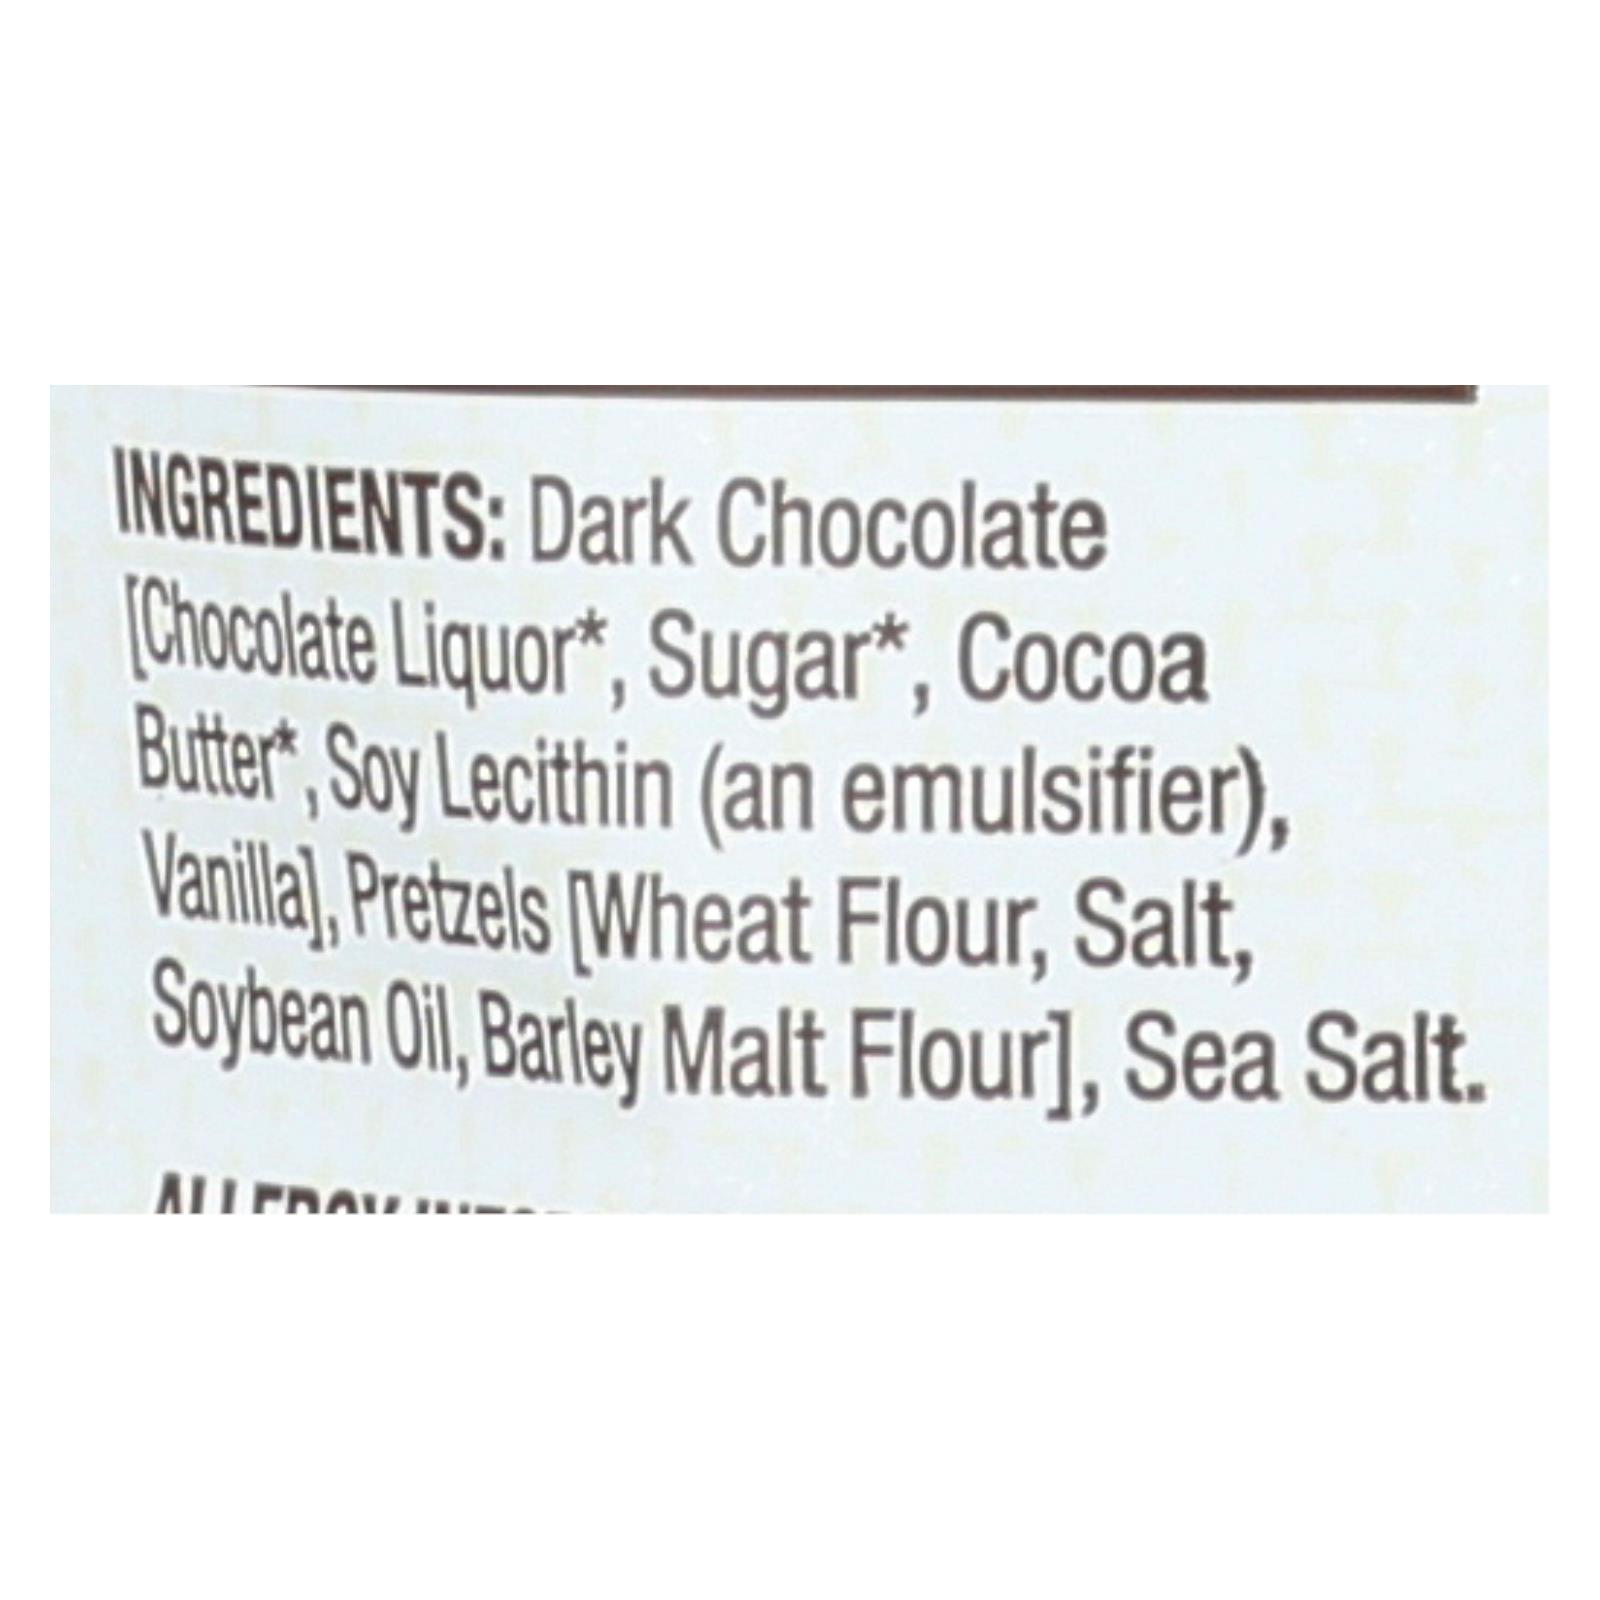 INGREDIENTS: Dark Chocolate
[Chocolate Liquor*, Sugar*, Cocoa
Butter*, Soy Lecithin (an emulsifier),
Vanilla], Pretzels [Wheat Flour, Salt,
Soybean Oil, Barley Malt Flour], Sea Salt.
ALLERGY